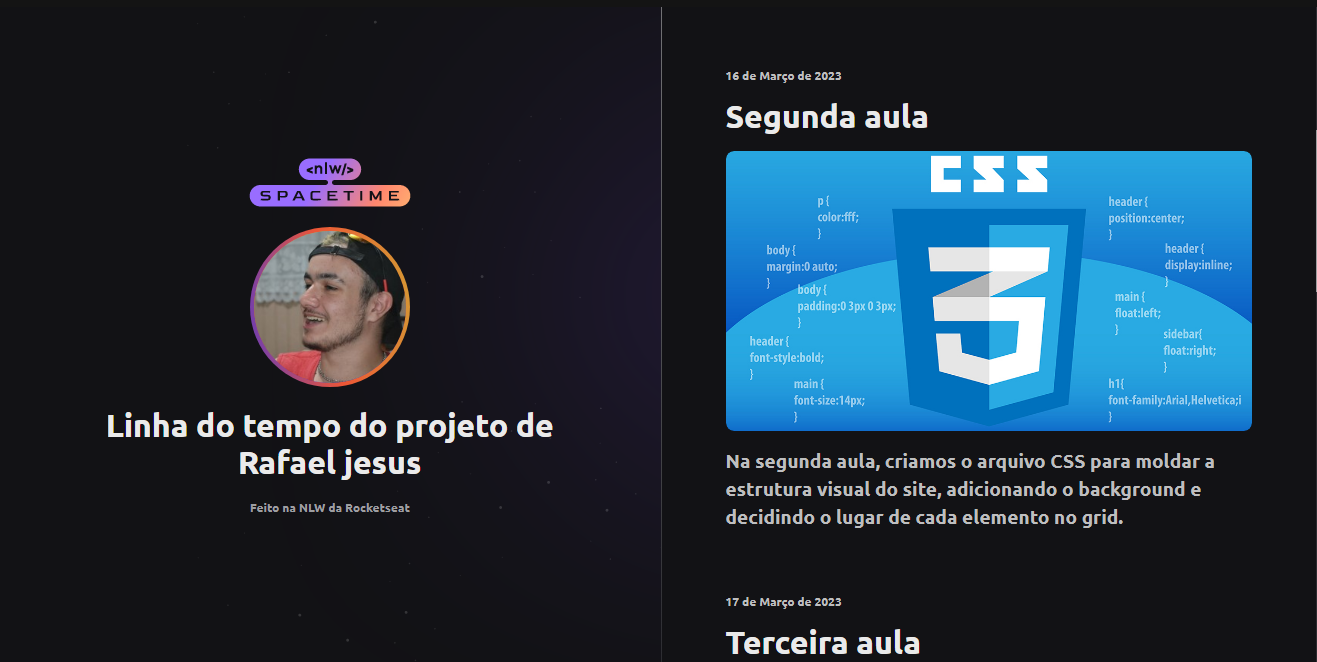 <nlw/>
SPACETIME
Linha do tempo do projeto de
Rafael jesus
Feito na NLW da Rocketseat
16 de Março de 2023
Segunda aula
CSS
p {
color:fff;
}
body {
margin:0 auto;
}
body {
padding:0 3px 0 3px;
}
header {
font-style:bold;
}
main {
font-size:14px;
}
3
header {
position:center;
}
header {
display:inline;
}
main {
float:left;
}
sidebar{
float:right;
}
h1{
font-family:Arial,Helvetica;i
}
Na segunda aula, criamos o arquivo CSS para moldar a
estrutura visual do site, adicionando o background e
decidindo o lugar de cada elemento no grid.
17 de Março de 2023
Terceira aula